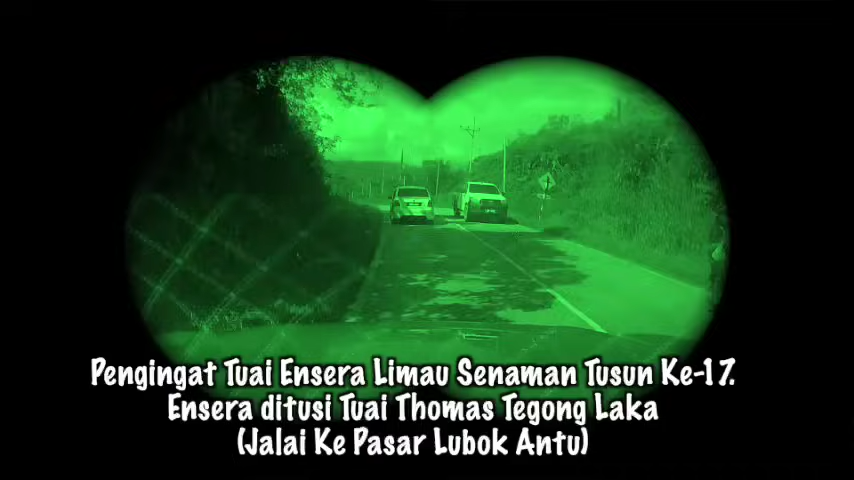 Pengingat Tuai Ensera Limau Senaman Tusun Ke-17.
Ensera ditusi Tuai Thomas Tegong Laka
(Jalai Ke Pasar Lubok Antu)